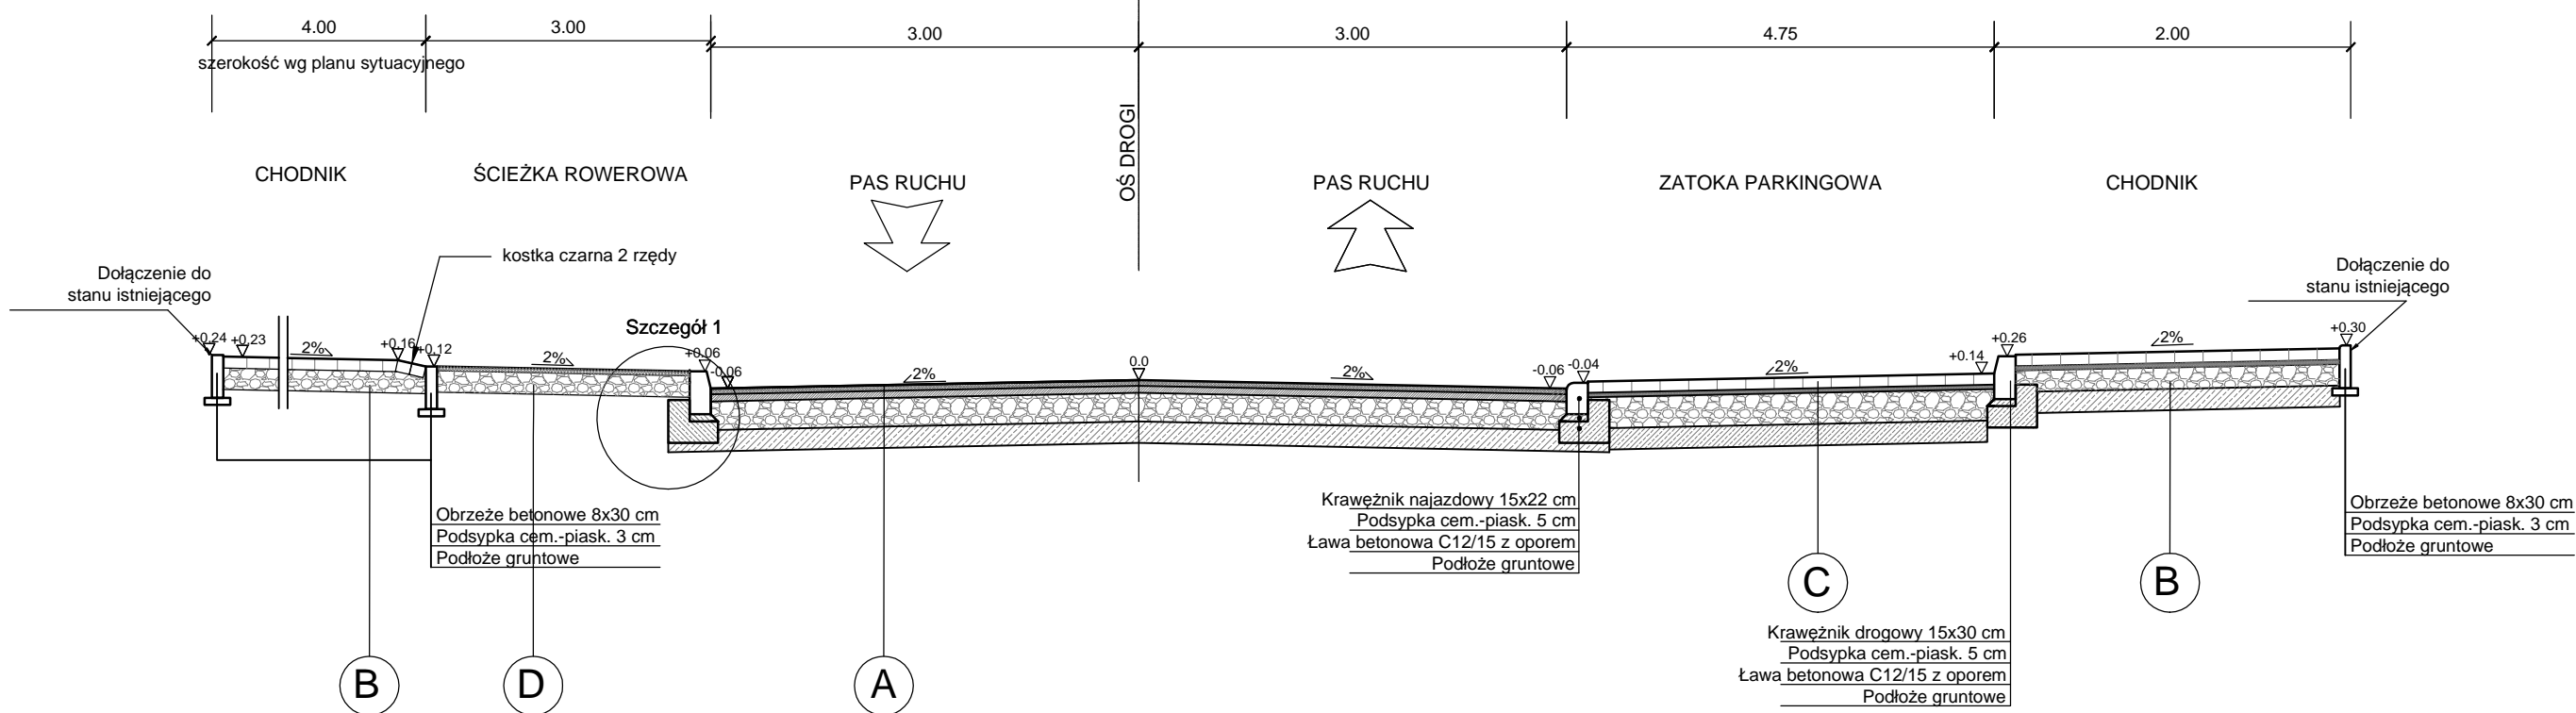 4.00
3.00
3.00
3.00
4.75
2.00
szerokość wg planu sytuacyjnego
OŚ DROGI
CHODNIK
ŚCIEŻKA ROWEROWA
PAS RUCHU
PAS RUCHU
ZATOKA PARKINGOWA
CHODNIK
kostka czarna 2 rzędy
Dołączenie do
stanu istniejącego
Dołączenie do
stanu istniejącego
Szczegół 1
+0.24
+0.23
2%
+0.16
+0.12
2%
+0.06
-0.06
2%
0.0
2%
-0.06
-0.04
2%
+0.14
+0.26
2%
+0.30
Obrzeże betonowe 8x30 cm
Podsypka cem.-piask. 3 cm
Podłoże gruntowe
Krawężnik najazdowy 15x22 cm
Podsypka cem.-piask. 5 cm
Ława betonowa C12/15 z oporem
Podłoże gruntowe
Obrzeże betonowe 8x30 cm
Podsypka cem.-piask. 3 cm
Podłoże gruntowe
C
B
Krawężnik drogowy 15x30 cm
Podsypka cem.-piask. 5 cm
Ława betonowa C12/15 z oporem
Podłoże gruntowe
B
D
A